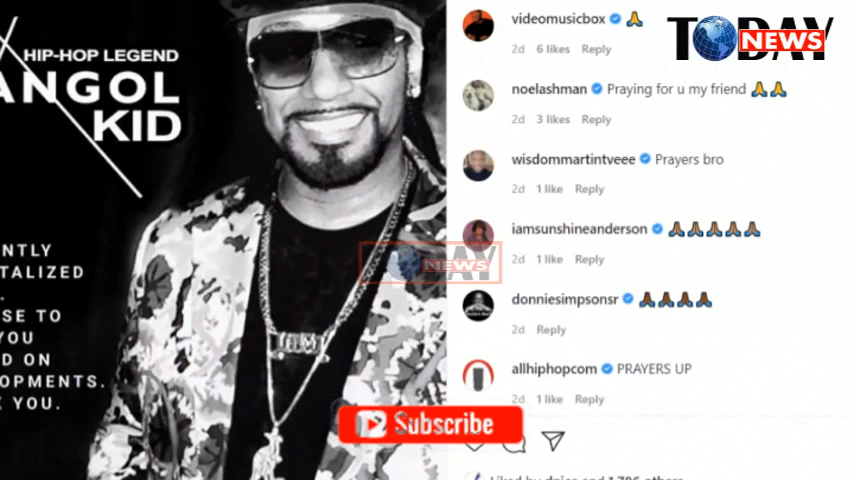 HIP-HOP LEGEND
ANGOL
KID
NTLY
TALIZED
.
SE TO
YOU
D ON
OPMENTS.
YOU.
videomusicbox 🙏
2d 6 likes Reply
noelashman Praying for u my friend 🙏🙏
2d 3 likes Reply
wisdommartintveee Prayers bro
2d 1 like Reply
iamsunshineanderson 🙏🏽🙏🏽🙏🏽🙏🏽🙏🏽
2d 1 like Reply
donniesimpsonsr 🙏🏾🙏🏾🙏🏾🙏🏾
2d Reply
allhiphopcom PRAYERS UP
2d 1 like Reply
TODAY
NEWS
NEWS
Subscribe